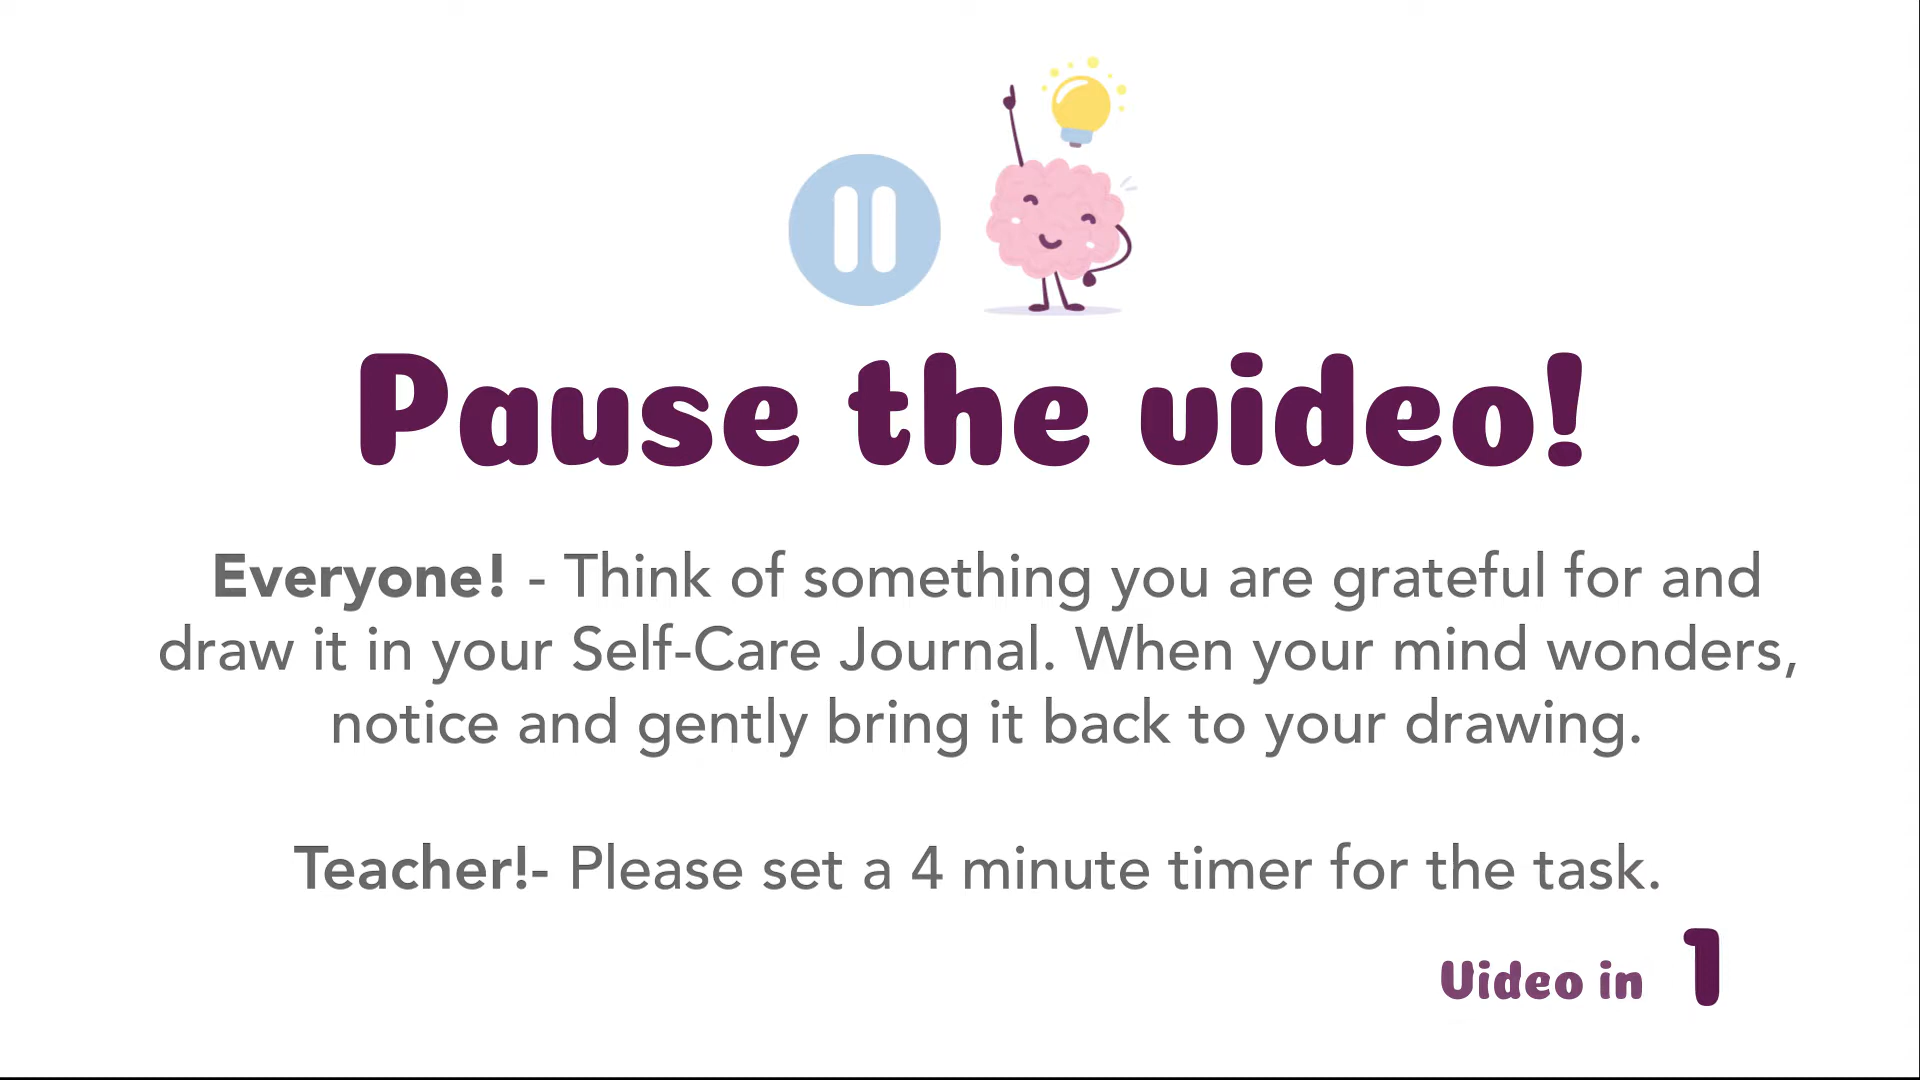 Pause the video!
Everyone! - Think of something you are grateful for and
draw it in your Self-Care Journal. When your mind wonders,
notice and gently bring it back to your drawing.
Teacher!- Please set a 4 minute timer for the task.
Video in 1